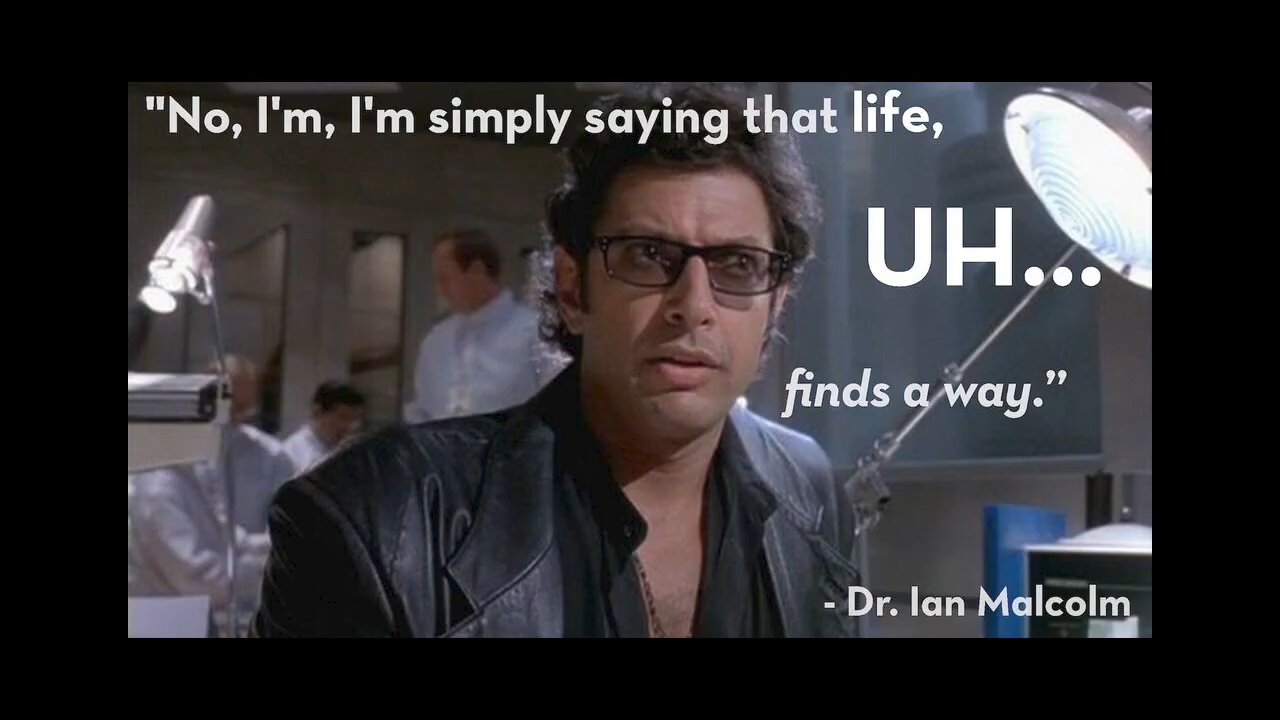 "No, I'm, I'm simply saying that life,
UH...
finds a way.”
- Dr. Ian Malcolm